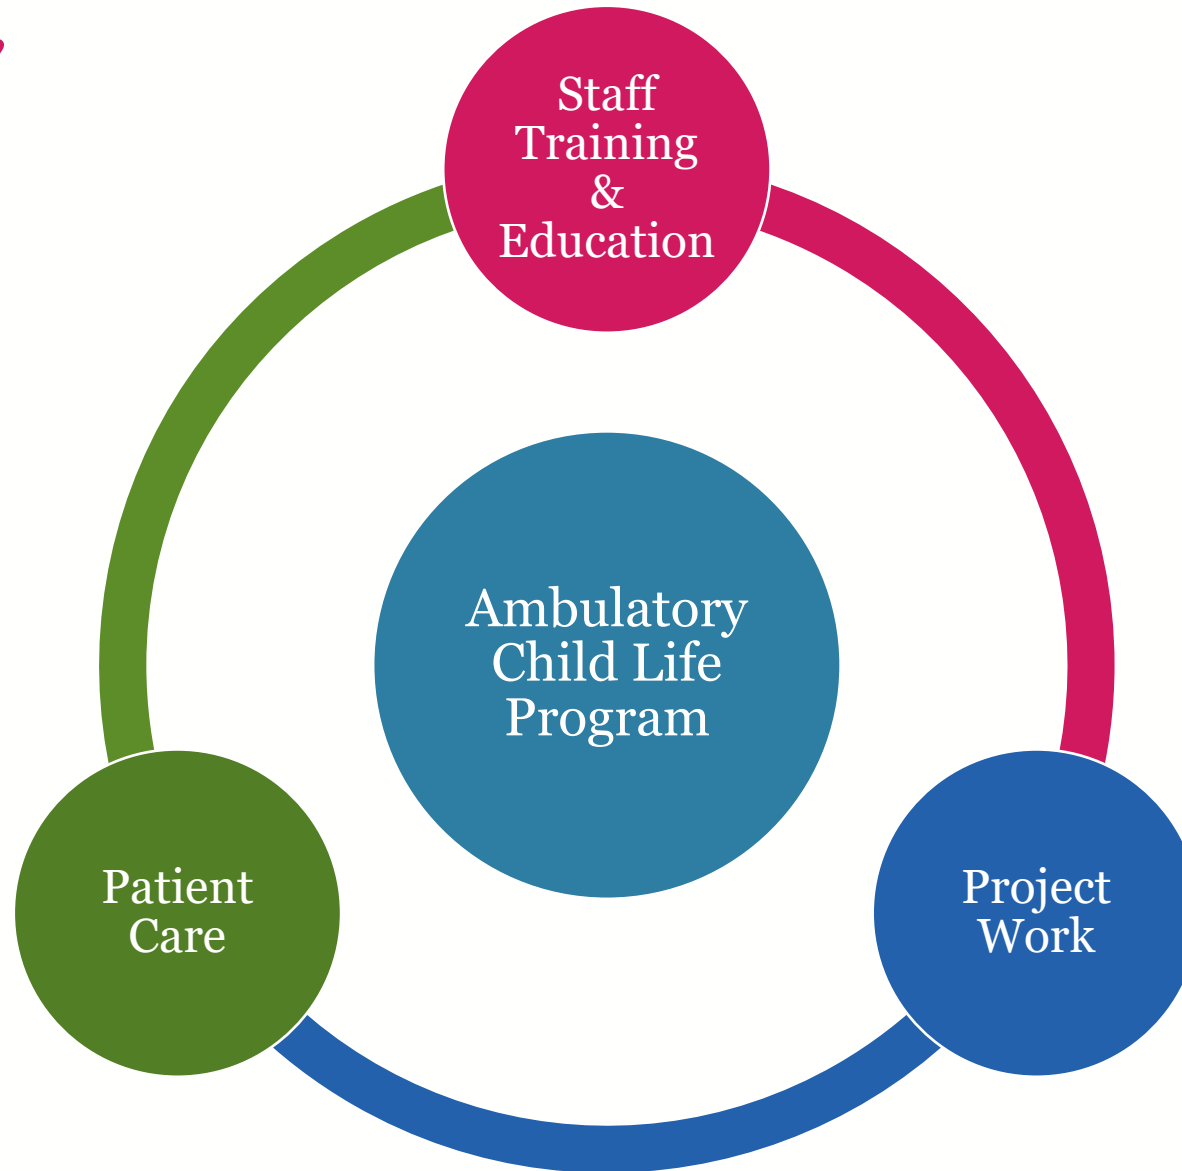 Staff
Training
&
Education
Ambulatory
Child Life
Program
Patient
Care
Project
Work